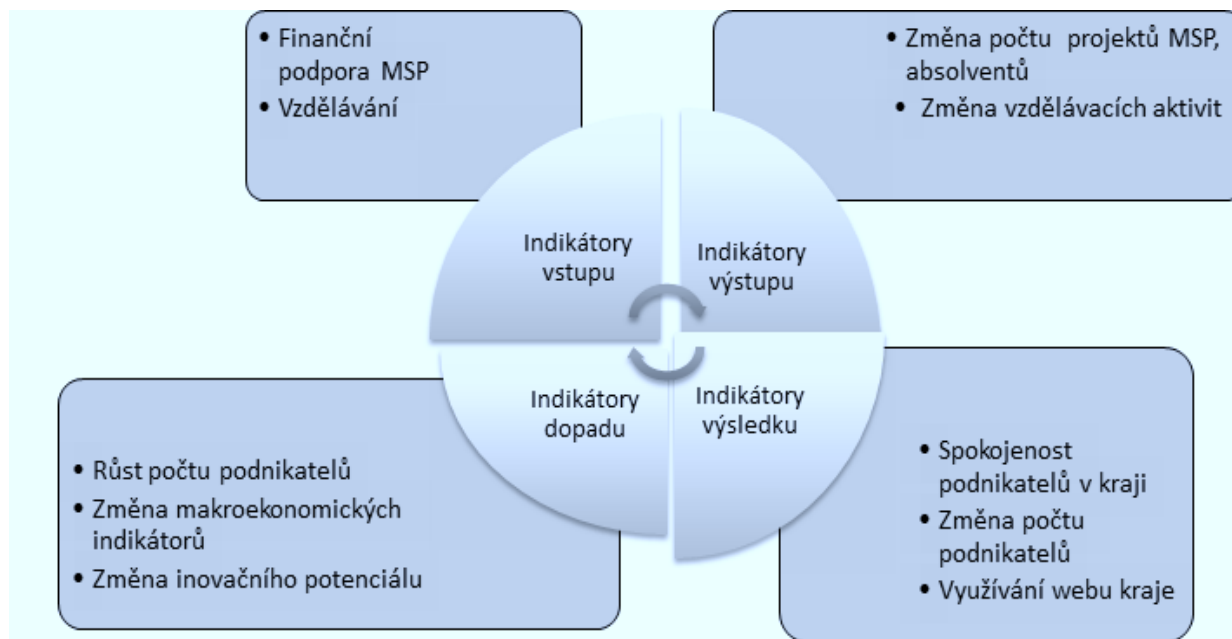 • Finanční
podpora MSP
• Vzdělávání
• Změna počtu projektů MSP,
absolventů
• Změna vzdělávacích aktivit
Indikátory
vstupu
Indikátory
výstupu
Indikátory
dopadu
Indikátory
výsledku
• Růst počtu podnikatelů
• Změna makroekonomických
indikátorů
• Změna inovačního potenciálu
• Spokojenost
podnikatelů v kraji
• Změna počtu
podnikatelů
• Využívání webu kraje